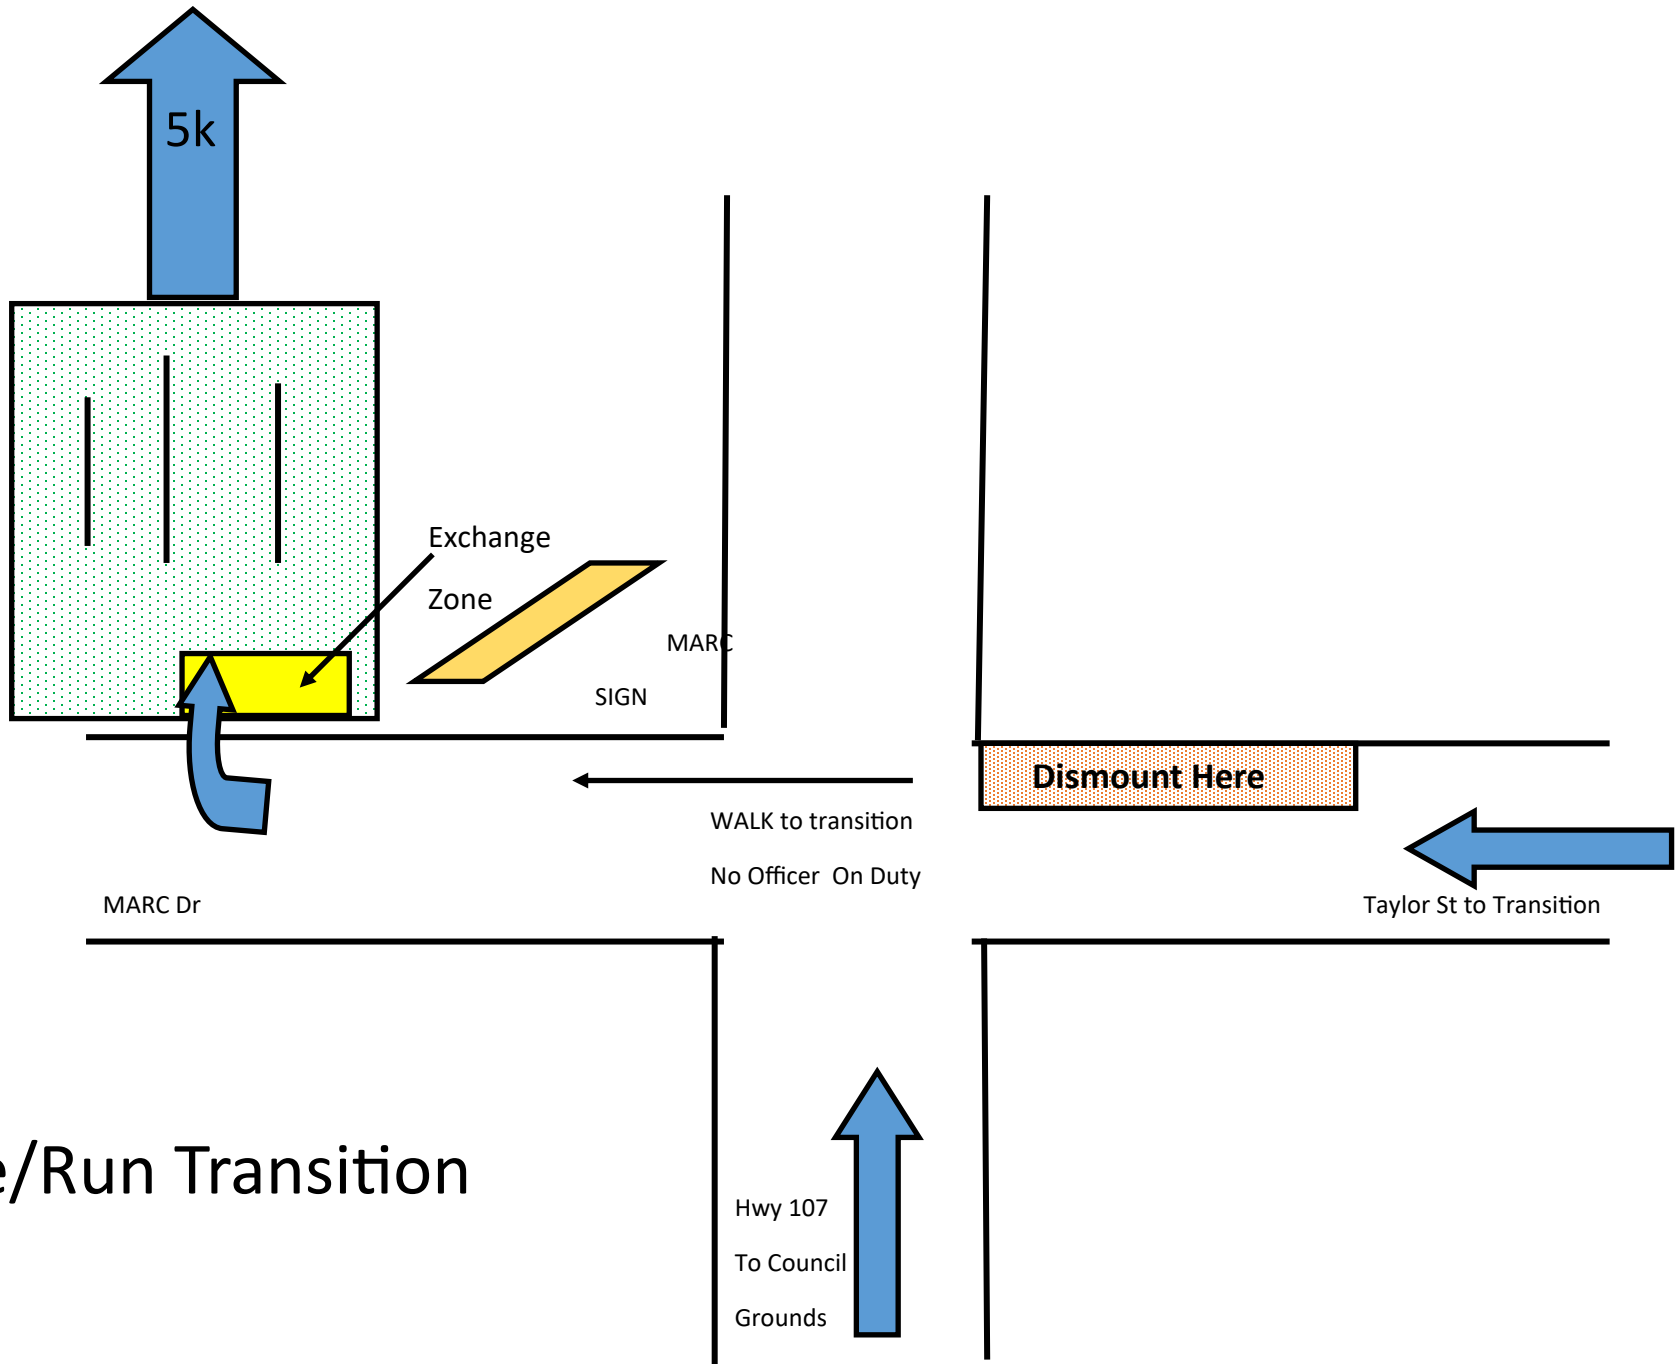 5k
Exchange
Zone
MARC
SIGN
Dismount Here
WALK to transition
No Officer  On Duty
MARC Dr
Taylor St to Transition
e/Run Transition
Hwy 107
To Council
Grounds